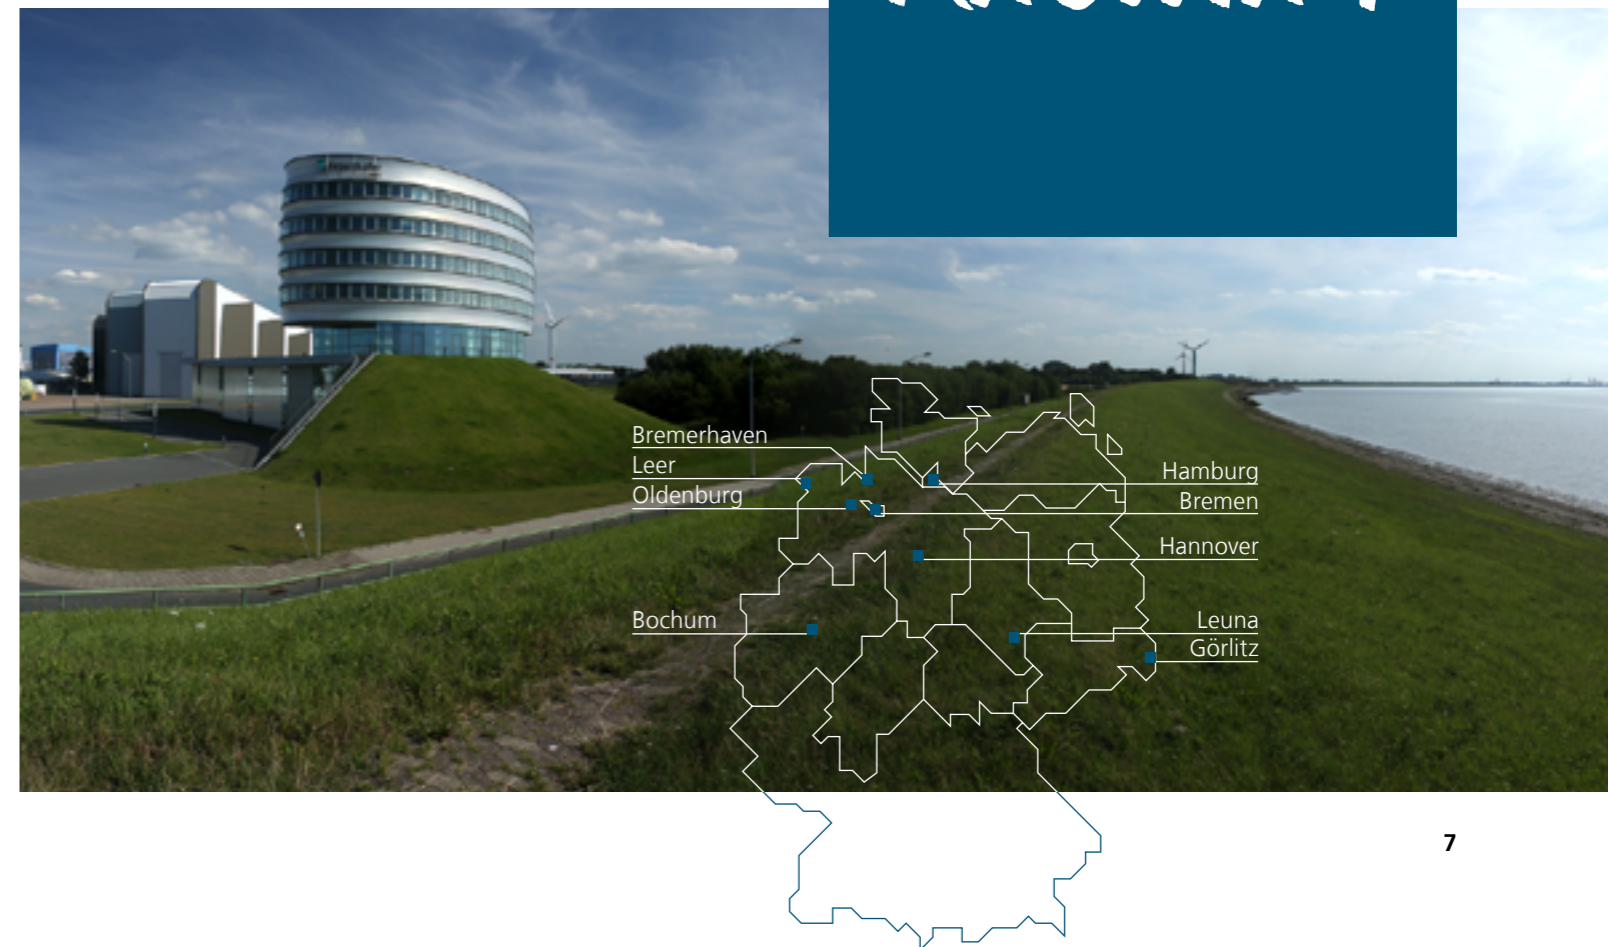 Bremerhaven
Leer
Oldenburg
Bochum
Hamburg
Bremen
Hannover
Leuna
Görlitz
7